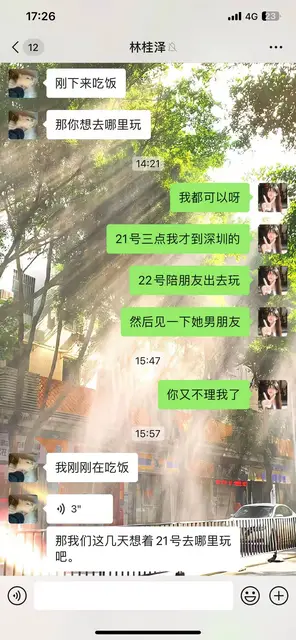 17:26
4G 23
12
林桂泽
刚下来吃饭
那你想去哪里玩
14:21
我都可以呀
21号三点我才到深圳的
22号陪朋友出去玩
然后见一下她男朋友
15:47
你又不理我了
15:57
我刚刚在吃饭
3"
那我们这几天想着21号去哪里玩
吧。